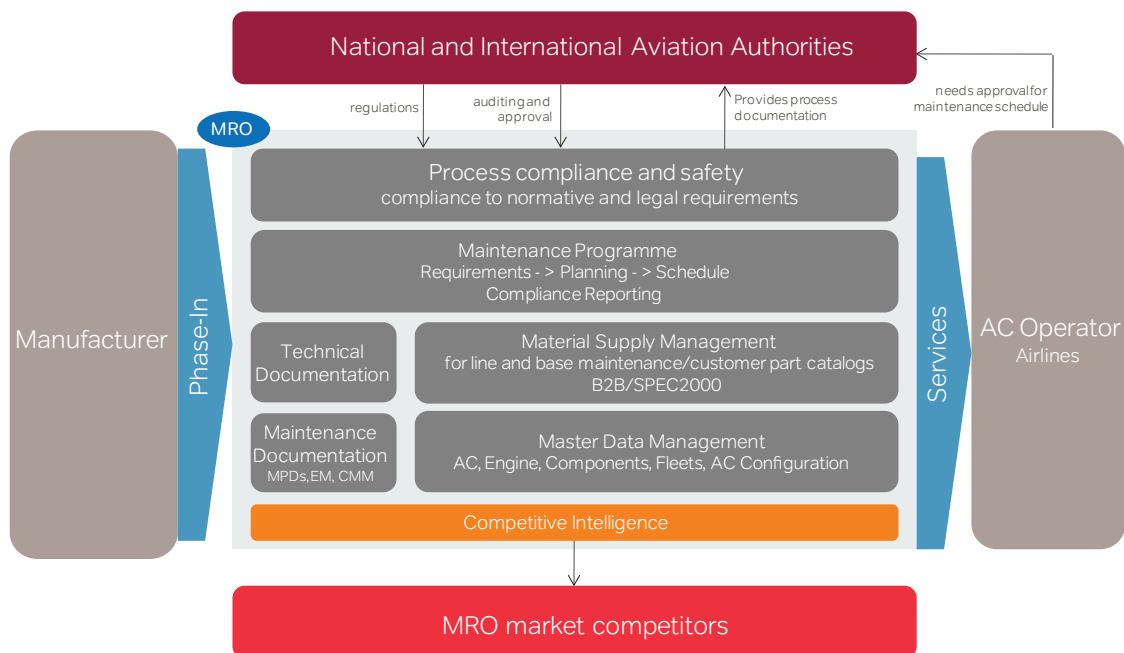 National and International Aviation Authorities
regulations
auditing and
approval
Provides process
documentation
needs approval for
maintenance schedule
MRO
Process compliance and safety
compliance to normative and legal requirements
Maintenance Programme
Requirements - > Planning - > Schedule
Compliance Reporting
Manufacturer
Phase-In
Technical
Documentation
Material Supply Management
for line and base maintenance/customer part catalogs
B2B/SPEC2000
Services
AC Operator
Airlines
Maintenance
Documentation
MPDs, EM, CMM
Master Data Management
AC, Engine, Components, Fleets, AC Configuration
Competitive Intelligence
MRO market competitors